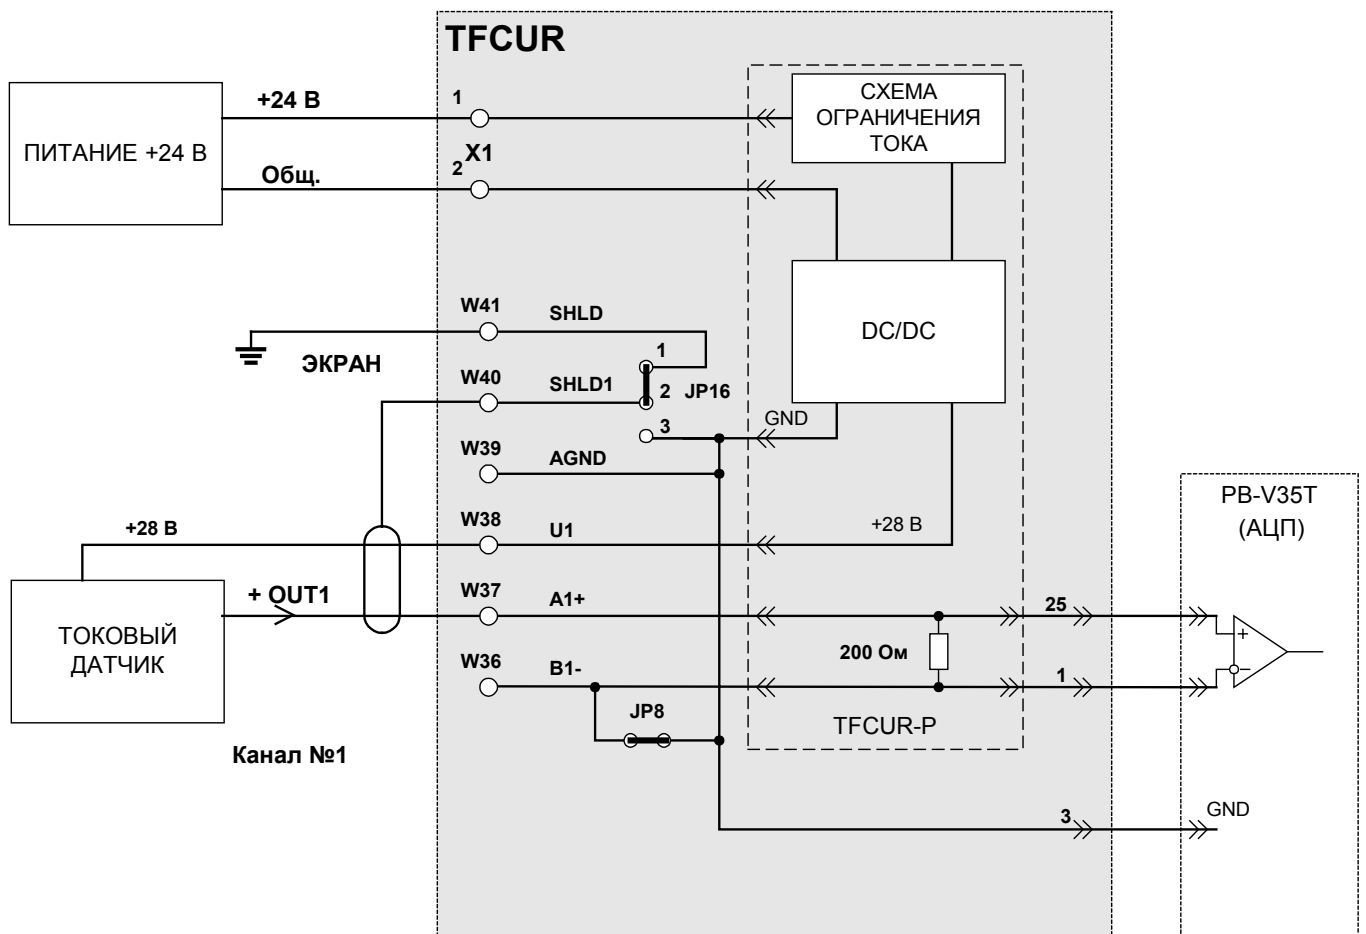 TFCUR
ПИТАНИЕ +24 В
+24 В
1
X1
2
Общ.
СХЕМА
ОГРАНИЧЕНИЯ
ТОКА
DC/DC
W41
SHLD
ЭКРАН
1
W40
SHLD1
2
JP16
3
GND
W39
AGND
+28 В
W38
U1
+28 В
PB-V35T
(АЦП)
ТОКОВЫЙ
ДАТЧИК
+ OUT1
W37
A1+
25
+
200 Ом
W36
B1-
1
-
JP8
TFCUR-P
Канал №1
3
GND